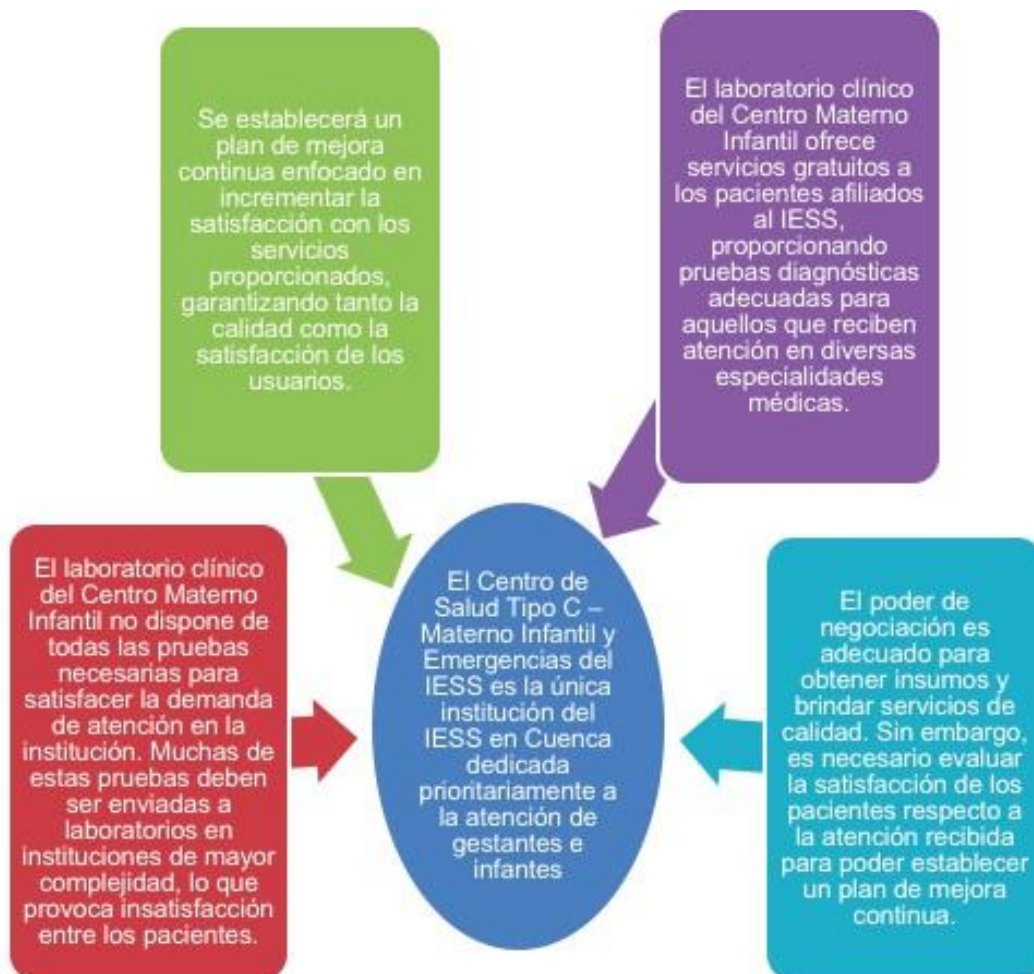 Se establecerá un
plan de mejora
continua enfocado en
incrementar la
satisfacción con los
servicios
proporcionados,
garantizando tanto la
calidad como la
satisfacción de los
usuarios.
El laboratorio clínico
del Centro Materno
Infantil ofrece
servicios gratuitos a
los pacientes afiliados
al IESS,
proporcionando
pruebas diagnósticas
adecuadas para
aquellos que reciben
atención en diversas
especialidades
médicas.
El laboratorio clínico
del Centro Materno
Infantil no dispone de
todas las pruebas
necesarias para
satisfacer la demanda
de atención en la
institución. Muchas de
estas pruebas deben
ser enviadas a
laboratorios en
instituciones de mayor
complejidad, lo que
provoca insatisfacción
entre los pacientes.
El Centro de
Salud Tipo C –
Materno Infantil y
Emergencias del
IESS es la única
institución del
IESS en Cuenca
dedicada
prioritariamente a
la atención de
gestantes e
infantes
El poder de
negociación es
adecuado para
obtener insumos y
brindar servicios de
calidad. Sin embargo,
es necesario evaluar
la satisfacción de los
pacientes respecto a
la atención recibida
para poder establecer
un plan de mejora
continua.